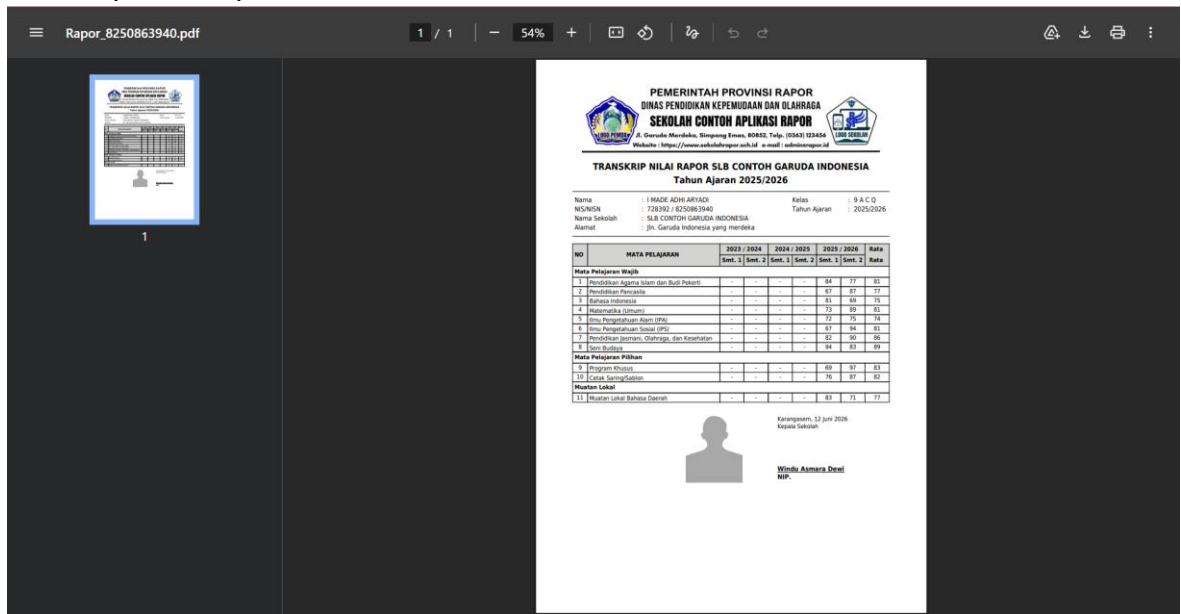 Rapor_8250863940.pdf
1 / 1
54%
1
PEMERINTAH PROVINSI RAPOR
DINAS PENDIDIKAN KEPEMUDAAN DAN OLAHRAGA
SEKOLAH CONTOH APLIKASI RAPOR
Jl. Garuda Merdeka, Simpang Emas, 80852, Telp. (0363) 123456
Website : https://www.sekolahrapor.sch.id e-mail : adminerapor.id
LOGO PEMDA
LOGO SEKOLAH
TRANSKRIP NILAI RAPOR SLB CONTOH GARUDA INDONESIA
Tahun Ajaran 2025/2026
Nama : I MADE ADHI ARYADI Kelas : 9 A C Q
NIS/NISN : 728392 / 8250863940 Tahun Ajaran : 2025/2026
Nama Sekolah : SLB CONTOH GARUDA INDONESIA
Alamat : Jln. Garuda Indonesia yang merdeka
NO MATA PELAJARAN 2023 / 2024 2024 / 2025 2025 / 2026 Rata
Smt. 1 Smt. 2 Smt. 1 Smt. 2 Smt. 1 Smt. 2 Rata
Mata Pelajaran Wajib
1 Pendidikan Agama Islam dan Budi Pekerti - - - - 84 77 81
2 Pendidikan Pancasila - - - - 67 87 77
3 Bahasa Indonesia - - - - 81 69 75
4 Matematika (Umum) - - - - 73 89 81
5 Ilmu Pengetahuan Alam (IPA) - - - - 72 75 74
6 Ilmu Pengetahuan Sosial (IPS) - - - - 67 94 81
7 Pendidikan Jasmani, Olahraga, dan Kesehatan - - - - 82 90 86
8 Seni Budaya - - - - 94 83 89
Mata Pelajaran Pilihan
9 Program Khusus - - - - 69 97 83
10 Cetak Saring/Sablon - - - - 76 87 82
Muatan Lokal
11 Muatan Lokal Bahasa Daerah - - - - 83 71 77
Karangasem, 12 Juni 2026
Kepala Sekolah
Windu Asmara Dewi
NIP.